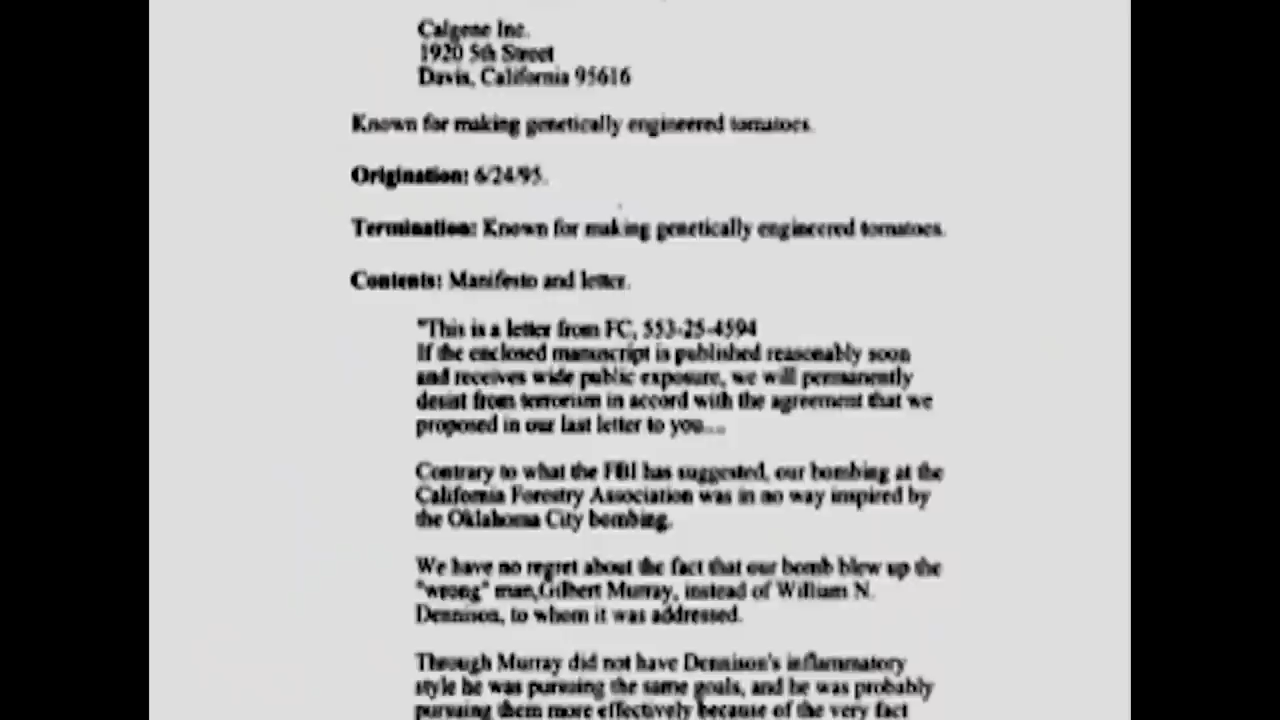 Calgene Inc.
1920 5th Street
Davis, California 95616
Known for making genetically engineered tomatoes.
Origination: 6/24/95.
Termination: Known for making genetically engineered tomatoes.
Contents: Manifesto and letter.
"This is a letter from FC, 553-25-4594
If the enclosed manuscript is published reasonably soon
and receives wide public exposure, we will permanently
desist from terrorism in accord with the agreement that we
proposed in our last letter to you....
Contrary to what the FBI has suggested, our bombing at the
California Forestry Association was in no way inspired by
the Oklahoma City bombing.
We have no regret about the fact that our bomb blew up the
"wrong" man,Gilbert Murray, instead of William N.
Dennison, to whom it was addressed.
Through Murray did not have Dennison's inflammatory
style he was pursuing the same goals, and he was probably
pursuing them more effectively because of the very fact